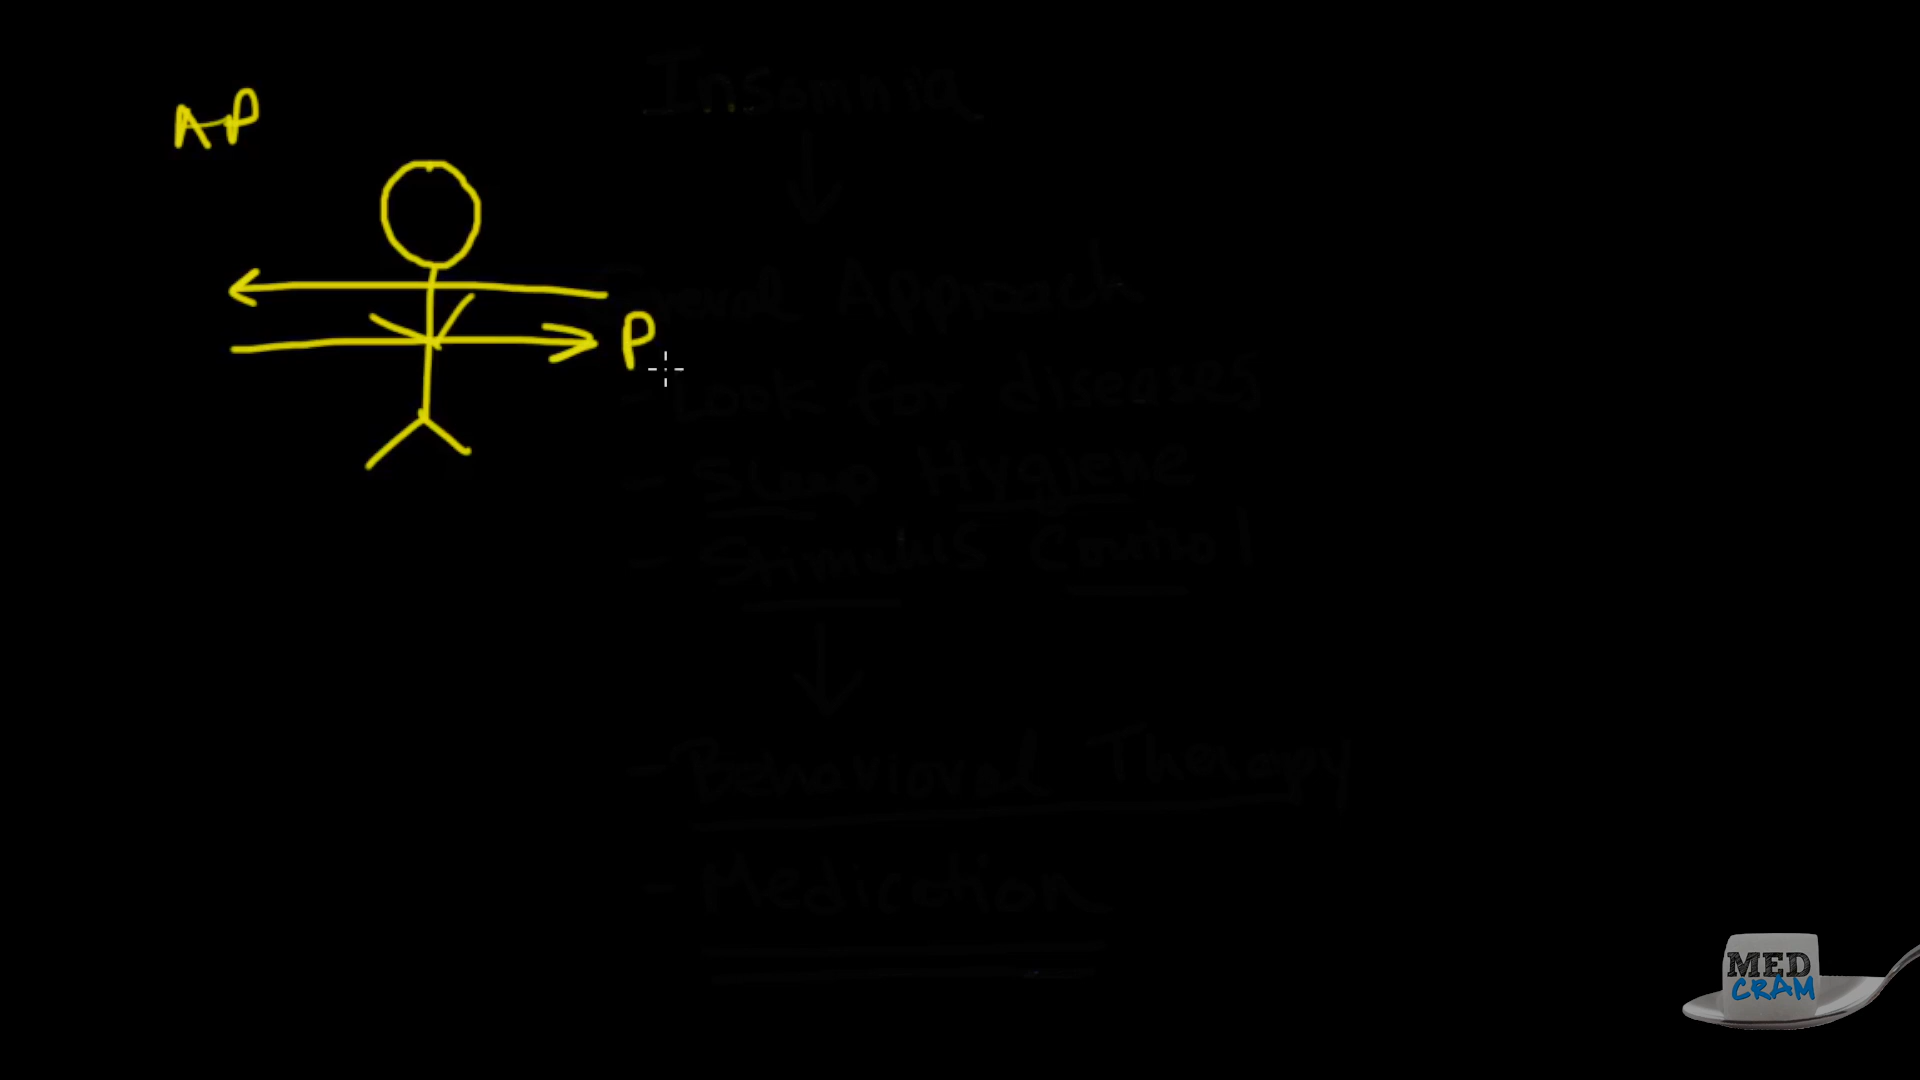 AP
P
Insomnia
General Approach
- Look for diseases
- Sleep Hygiene
- Stimulus Control
- Behavioral Therapy
- Medication
MED
CRAM